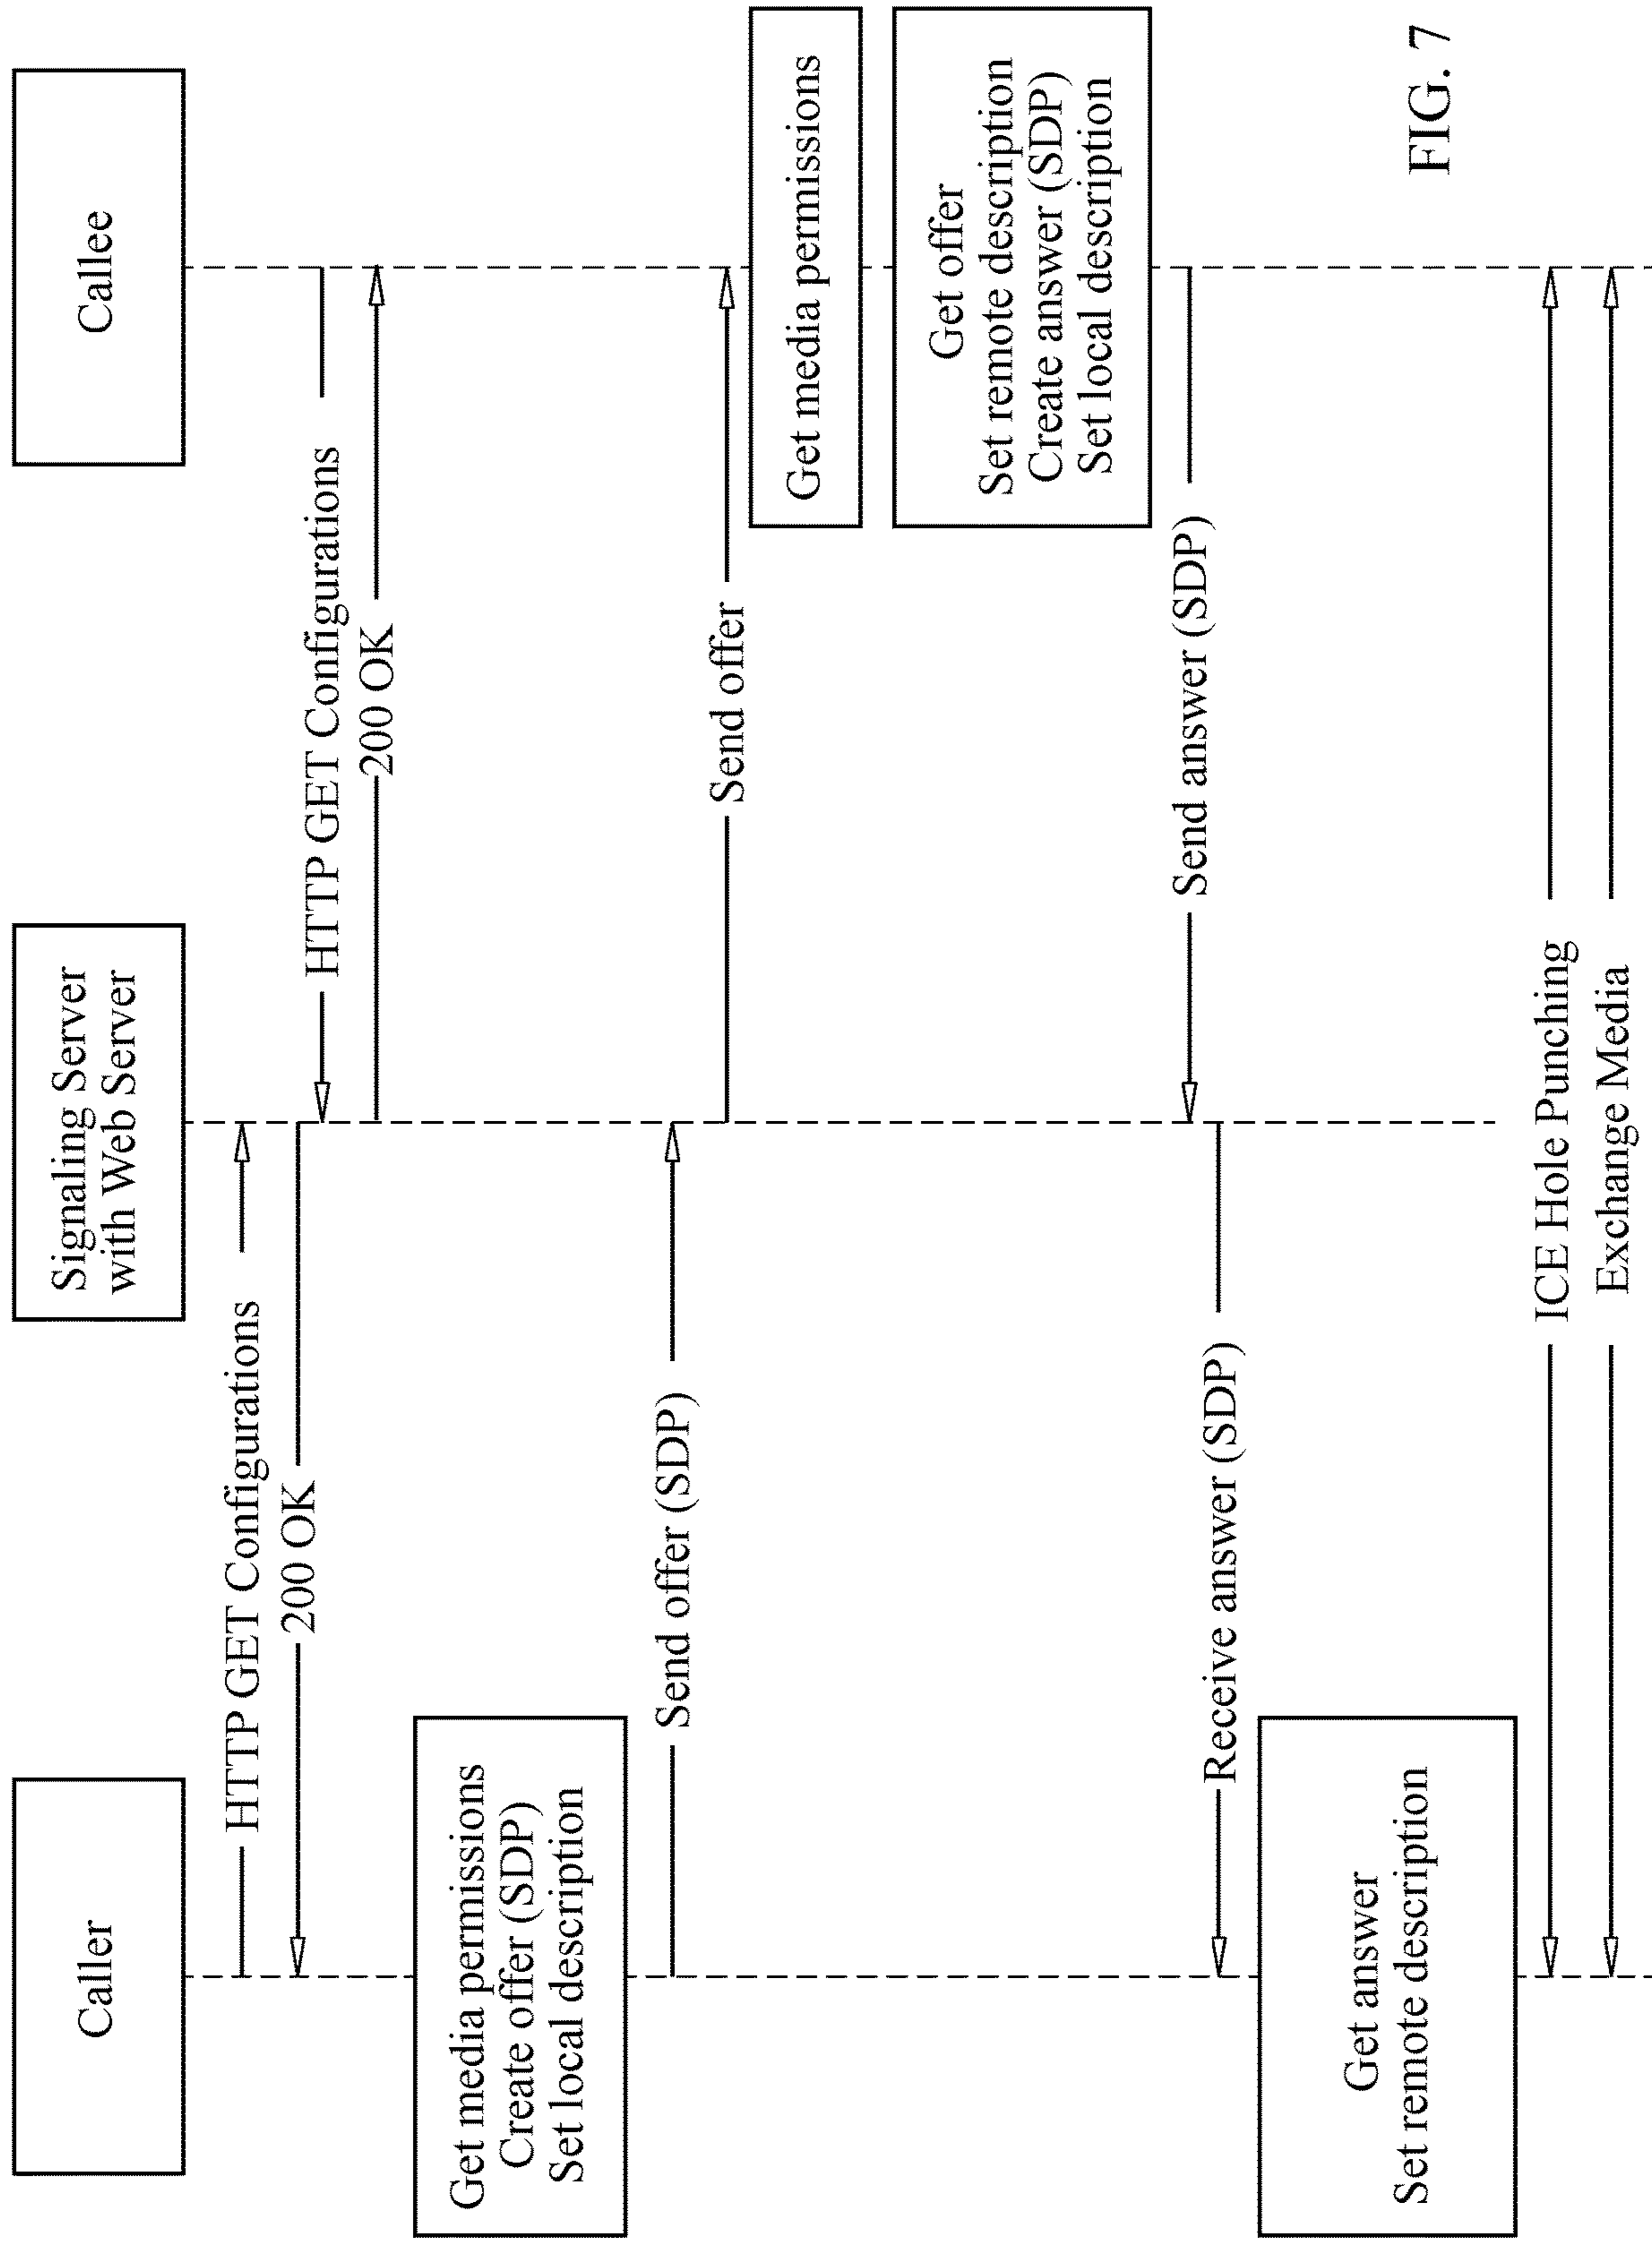 Caller
Signaling Server
with Web Server
Callee
HTTP GET Configurations
200 OK
HTTP GET Configurations
200 OK
Get media permissions
Create offer (SDP)
Set local description
Send offer (SDP)
Send offer
Get media permissions
Get offer
Set remote description
Create answer (SDP)
Set local description
Send answer (SDP)
Receive answer (SDP)
Get answer
Set remote description
ICE Hole Punching
Exchange Media
FIG. 7